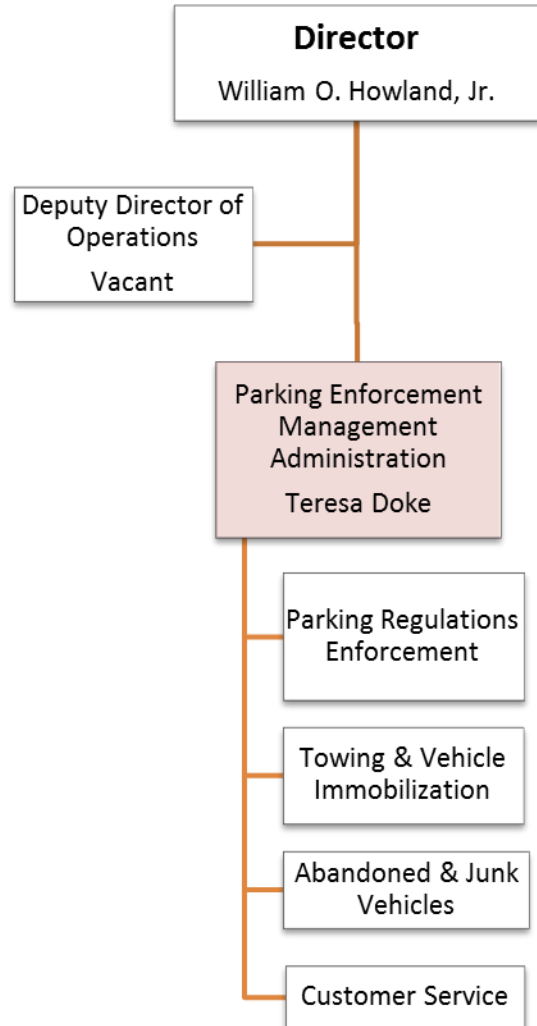 Director
William O. Howland, Jr.
Deputy Director of
Operations
Vacant
Parking Enforcement
Management
Administration
Teresa Doke
Parking Regulations
Enforcement
Towing & Vehicle
Immobilization
Abandoned & Junk
Vehicles
Customer Service